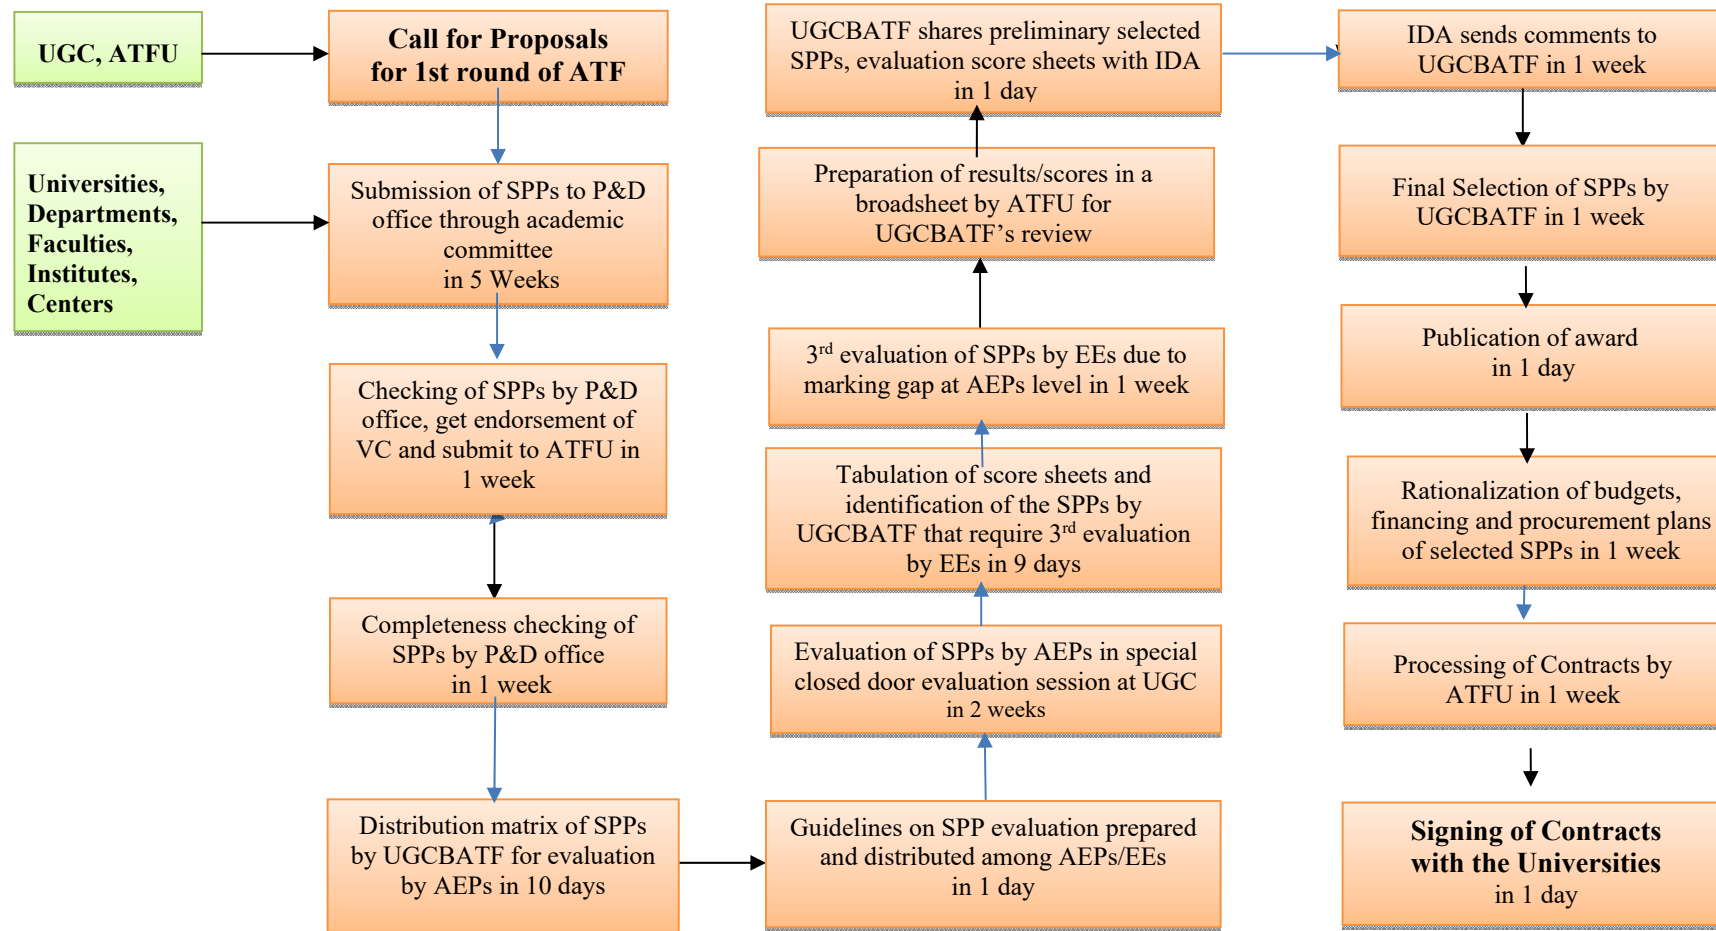 UGC, ATFU
Call for Proposals
for 1st round of ATF
Universities,
Departments,
Faculties,
Institutes,
Centers
Submission of SPPs to P&D
office through academic
committee
in 5 Weeks
Checking of SPPs by P&D
office, get endorsement of
VC and submit to ATFU in
1 week
Completeness checking of
SPPs by P&D office
in 1 week
Distribution matrix of SPPs
by UGCBATF for evaluation
by AEPs in 10 days
Guidelines on SPP evaluation prepared
and distributed among AEPs/EEs
in 1 day
Evaluation of SPPs by AEPs in special
closed door evaluation session at UGC
in 2 weeks
Tabulation of score sheets and
identification of the SPPs by
UGCBATF that require 3rd evaluation
by EEs in 9 days
3rd evaluation of SPPs by EEs due to
marking gap at AEPs level in 1 week
Preparation of results/scores in a
broadsheet by ATFU for
UGCBATF’s review
UGCBATF shares preliminary selected
SPPs, evaluation score sheets with IDA
in 1 day
IDA sends comments to
UGCBATF in 1 week
Final Selection of SPPs by
UGCBATF in 1 week
Publication of award
in 1 day
Rationalization of budgets,
financing and procurement plans
of selected SPPs in 1 week
Processing of Contracts by
ATFU in 1 week
Signing of Contracts
with the Universities
in 1 day